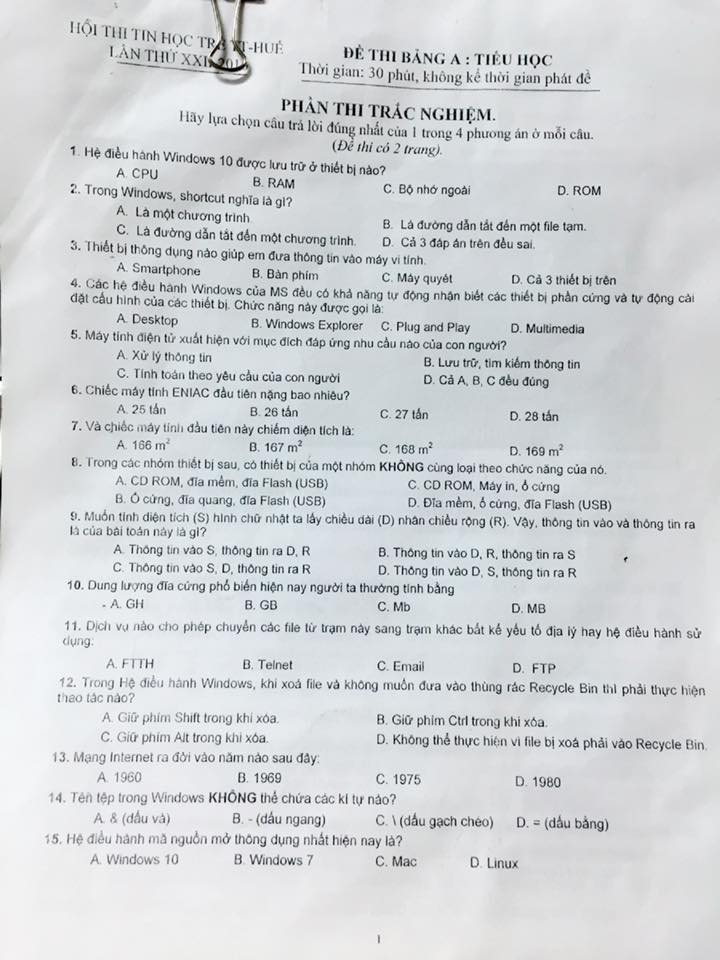 HỘI THI TIN HỌC TRẺ TT-HUẾ
LẦN THỨ
ĐỀ THI BẢNG A : TIỂU HỌC
Thời gian: 30 phút, không kể thời gian phát đề
PHẦN THI TRẮC NGHIỆM.
Hãy lựa chọn câu trả lời đúng nhất của 1 trong 4 phương án ở mỗi câu.
(Đề thi có 2 trang).
1. Hệ điều hành Windows 10 được lưu trữ ở thiết bị nào?
A. CPU B. RAM C. Bộ nhớ ngoài D. ROM
2. Trong Windows, shortcut nghĩa là gì?
A. Là một chương trình B. Là đường dẫn tắt đến một file tạm.
C. Là đường dẫn tắt đến một chương trình. D. Cả 3 đáp án trên đều sai.
3. Thiết bị thông dụng nào giúp em đưa thông tin vào máy vi tính.
A. Smartphone B. Bàn phím C. Máy quyét D. Cả 3 thiết bị trên
4. Các hệ điều hành Windows của MS đều có khả năng tự động nhận biết các thiết bị phần cứng và tự động cài
đặt cấu hình của các thiết bị. Chức năng này được gọi là:
A. Desktop B. Windows Explorer C. Plug and Play D. Multimedia
5. Máy tính điện tử xuất hiện với mục đích đáp ứng nhu cầu nào của con người?
A. Xử lý thông tin B. Lưu trữ, tìm kiếm thông tin
C. Tính toán theo yêu cầu của con người D. Cả A, B, C đều đúng
6. Chiếc máy tính ENIAC đầu tiên nặng bao nhiêu?
A. 25 tấn B. 26 tấn C. 27 tấn D. 28 tấn
7. Và chiếc máy tính đầu tiên này chiếm diện tích là:
A. 166 m² B. 167 m² C. 168 m² D. 169 m²
8. Trong các nhóm thiết bị sau, có thiết bị của một nhóm KHÔNG cùng loại theo chức năng của nó.
A. CD ROM, đĩa mềm, đĩa Flash (USB) C. CD ROM, Máy in, ổ cứng
B. Ổ cứng, đĩa quang, đĩa Flash (USB) D. Đĩa mềm, ổ cứng, đĩa Flash (USB)
9. Muốn tính diện tích (S) hình chữ nhật ta lấy chiều dài (D) nhân chiều rộng (R). Vậy, thông tin vào và thông tin ra
là của bài toán này là gì?
A. Thông tin vào S, thông tin ra D, R B. Thông tin vào D, R, thông tin ra S
C. Thông tin vào S, D, thông tin ra R D. Thông tin vào D, S, thông tin ra R
10. Dung lượng đĩa cứng phổ biến hiện nay người ta thường tính bằng
A. GH B. GB C. Mb D. MB
11. Dịch vụ nào cho phép chuyển các file từ trạm này sang trạm khác bất kể yếu tố địa lý hay hệ điều hành sử
dụng:
A. FTTH B. Telnet C. Email D. FTP
12. Trong Hệ điều hành Windows, khi xoá file và không muốn đưa vào thùng rác Recycle Bin thì phải thực hiện
thao tác nào?
A. Giữ phím Shift trong khi xóa. B. Giữ phím Ctrl trong khi xóa.
C. Giữ phím Alt trong khi xóa. D. Không thể thực hiện vì file bị xoá phải vào Recycle Bin.
13. Mạng Internet ra đời vào năm nào sau đây:
A. 1960 B. 1969 C. 1975 D. 1980
14. Tên tệp trong Windows KHÔNG thể chứa các kí tự nào?
A. & (dấu và) B. - (dấu ngang) C. \ (dấu gạch chéo) D. = (dấu bằng)
15. Hệ điều hành mã nguồn mở thông dụng nhất hiện nay là?
A. Windows 10 B. Windows 7 C. Mac D. Linux
1